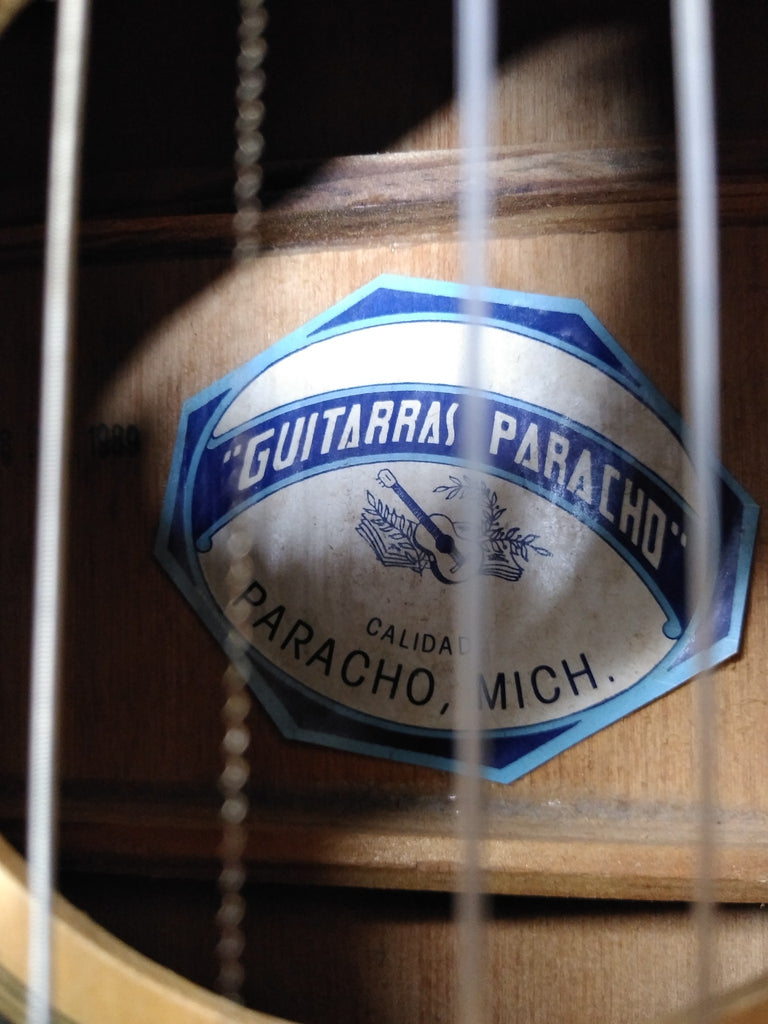 "GUITARRAS PARACHO"
CALIDAD
PARACHO, MICH.
1989